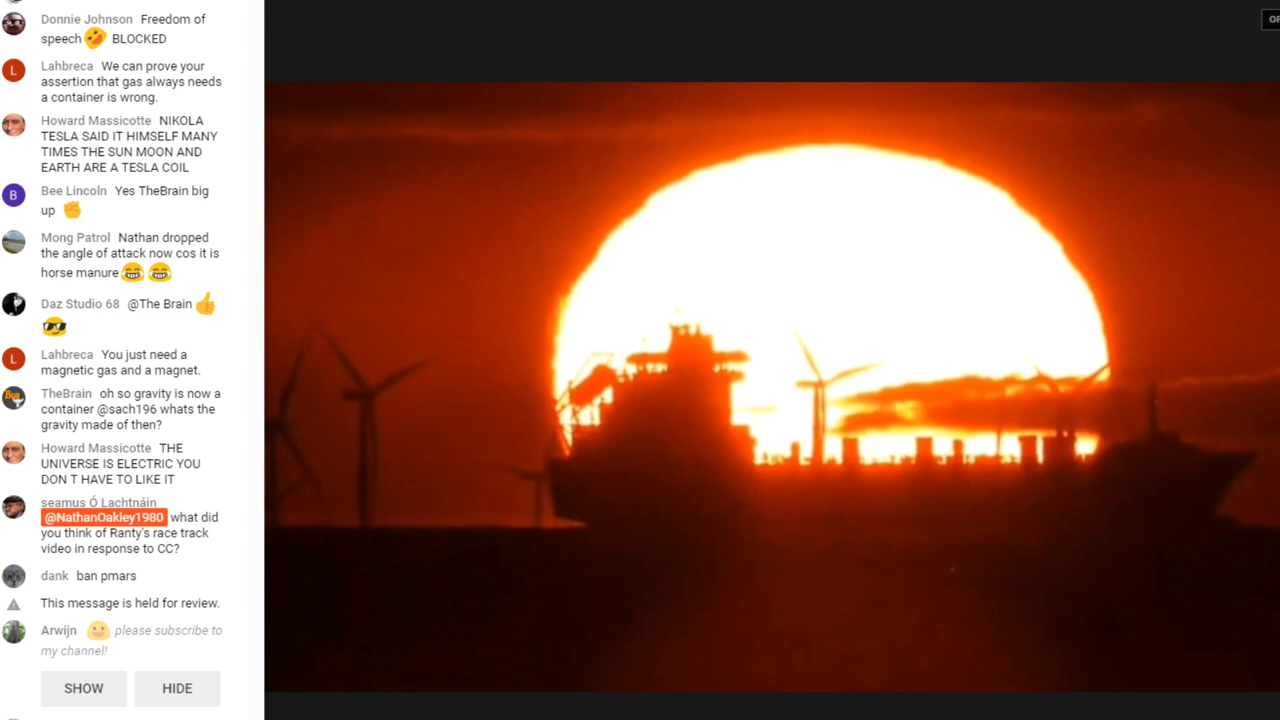 Donnie Johnson Freedom of
speech 🤣 BLOCKED
Lahbreca We can prove your
assertion that gas always needs
a container is wrong.
Howard Massicotte NIKOLA
TESLA SAID IT HIMSELF MANY
TIMES THE SUN MOON AND
EARTH ARE A TESLA COIL
Bee Lincoln Yes TheBrain big
up ✊
Mong Patrol Nathan dropped
the angle of attack now cos it is
horse manure 😂 😂
Daz Studio 68 @The Brain 👍
😎
Lahbreca You just need a
magnetic gas and a magnet.
TheBrain oh so gravity is now a
container @sach196 whats the
gravity made of then?
Howard Massicotte THE
UNIVERSE IS ELECTRIC YOU
DON T HAVE TO LIKE IT
seamus Ó Lachtnáin
@NathanOakley1980 what did
you think of Ranty's race track
video in response to CC?
dank ban pmars
This message is held for review.
Arwijn 😀 please subscribe to
my channel!
SHOW HIDE
L
L
B